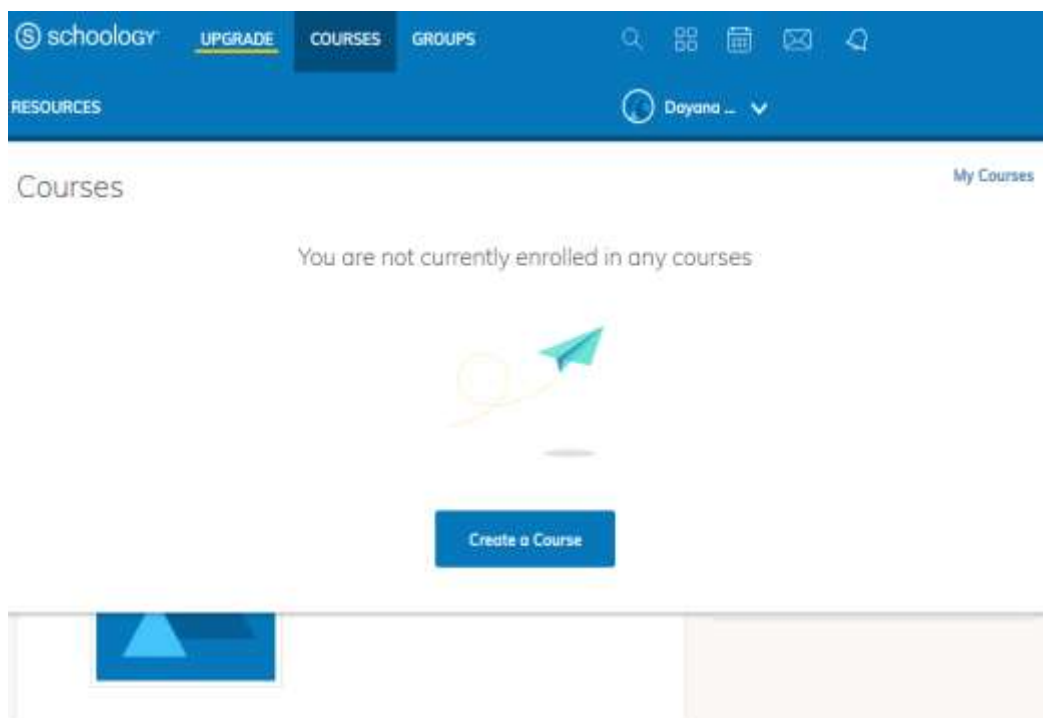 schoology UPGRADE COURSES GROUPS
RESOURCES Dayana ...
Courses My Courses
You are not currently enrolled in any courses
Create a Course